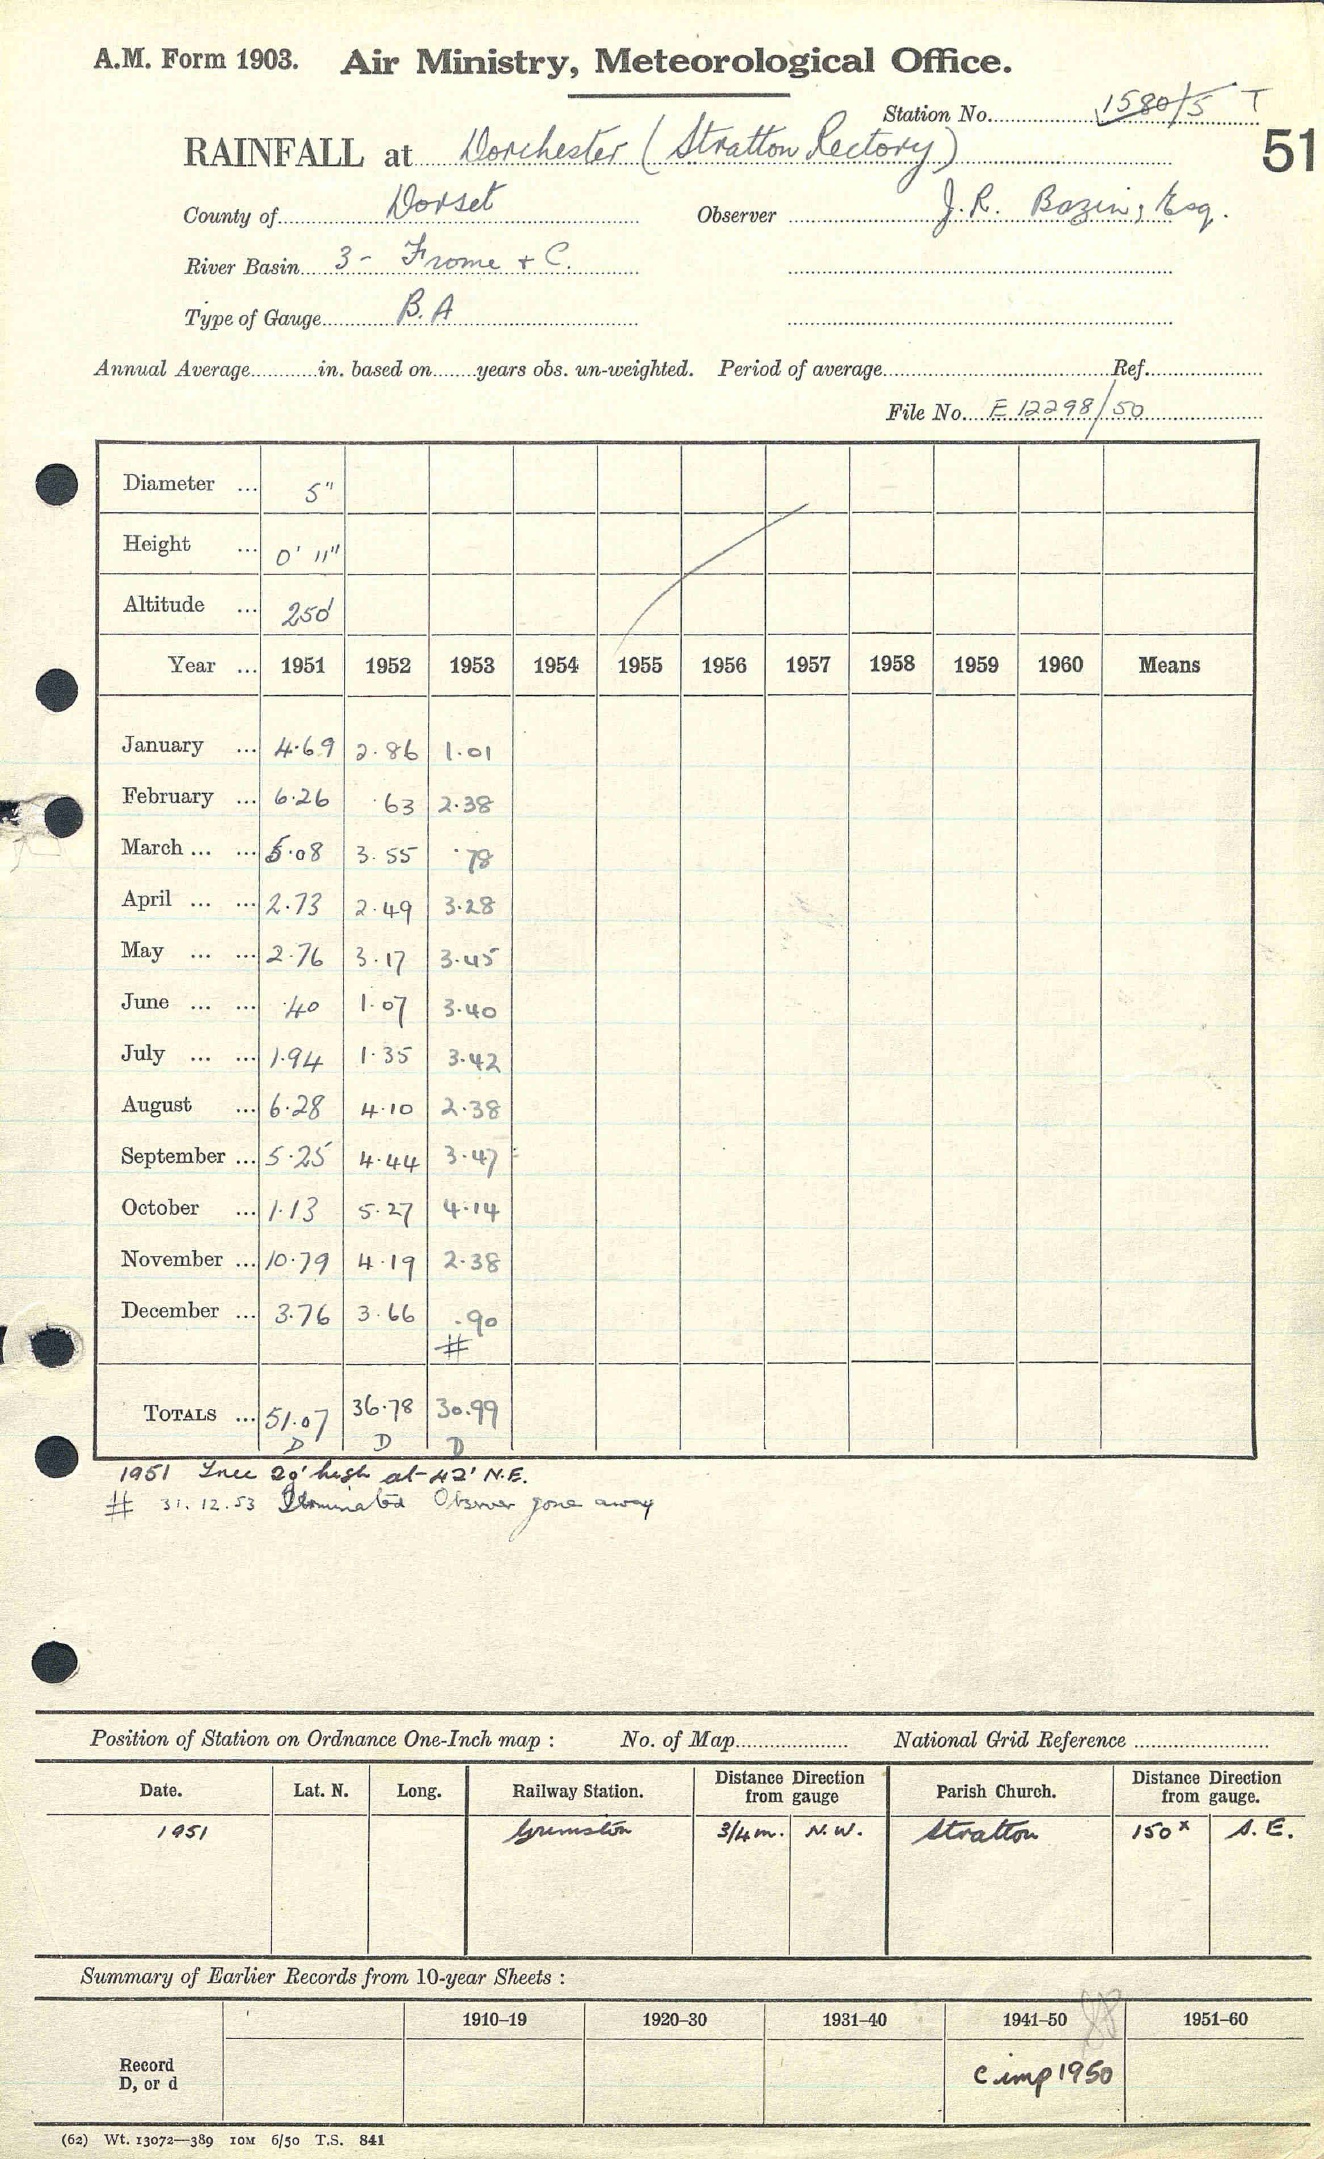 A.M. Form 1903. Air Ministry, Meteorological Office.
Station No. 1580/5 T
51
RAINFALL at Dorchester (Stratton Rectory)
County of Dorset Observer J.R. Bazin, Esq.
River Basin 3- Frome + C.
Type of Gauge B.A
Annual Average in. based on years obs. un-weighted. Period of average Ref.
File No. E 12298/50
Diameter ... 5"
Height ... 0' 11"
Altitude ... 250'
Year ... 1951 1952 1953 1954 1955 1956 1957 1958 1959 1960 Means
January ... 4.69 2.86 1.01
February ... 6.26 .63 2.38
March ... ... 5.08 3.55 .78
April ... ... 2.73 2.49 3.28
May ... ... 2.76 3.17 3.45
June ... ... .40 1.07 3.40
July ... ... 1.94 1.35 3.42
August ... 6.28 4.10 2.38
September ... 5.25 4.44 3.47
October ... 1.13 5.27 4.14
November ... 10.79 4.19 2.38
December ... 3.76 3.66 .90
#
TOTALS ... 51.07 36.78 30.99
D D D
1951 Tree 29' high at 42' N.E.
# 31.12.53 Terminated Observer gone away
Position of Station on Ordnance One-Inch map : No. of Map National Grid Reference
Date. Lat. N. Long. Railway Station. Distance Direction from gauge Parish Church. Distance Direction from gauge.
1951 Grimston 3/4 m. N.W. Stratton 150x S.E.
Summary of Earlier Records from 10-year Sheets :
1910–19 1920–30 1931–40 1941–50 1951–60
Record D, or d C imp 1950
(62) Wt. 13072—389 10M 6/50 T.S. 841